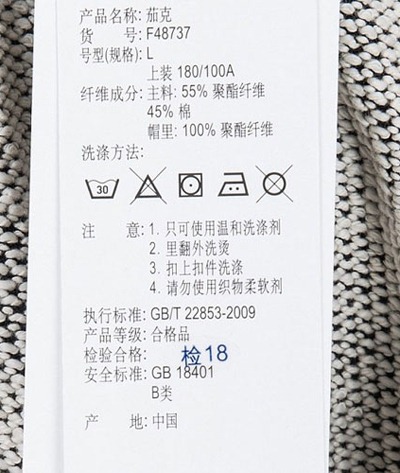 产品名称: 茄克
货 号: F48737
号型(规格): L
上装 180/100A
纤维成分: 主料: 55% 聚酯纤维
45% 棉
帽里: 100% 聚酯纤维
洗涤方法:
30
注 意: 1. 只可使用温和洗涤剂
2. 里翻外洗烫
3. 扣上扣件洗涤
4. 请勿使用织物柔软剂
执行标准: GB/T 22853-2009
产品等级: 合格品
检验合格: 检18
安全标准: GB 18401
B类
产 地: 中国